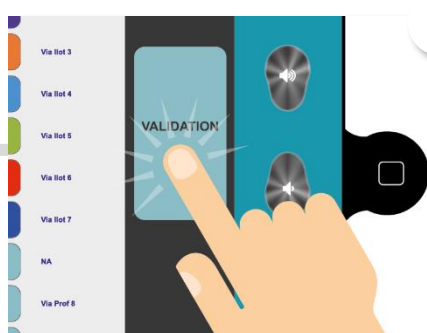 Via Ilot 3
Via Ilot 4
Via Ilot 5
Via Ilot 6
Via Ilot 7
NA
Via Prof 8
VALIDATION